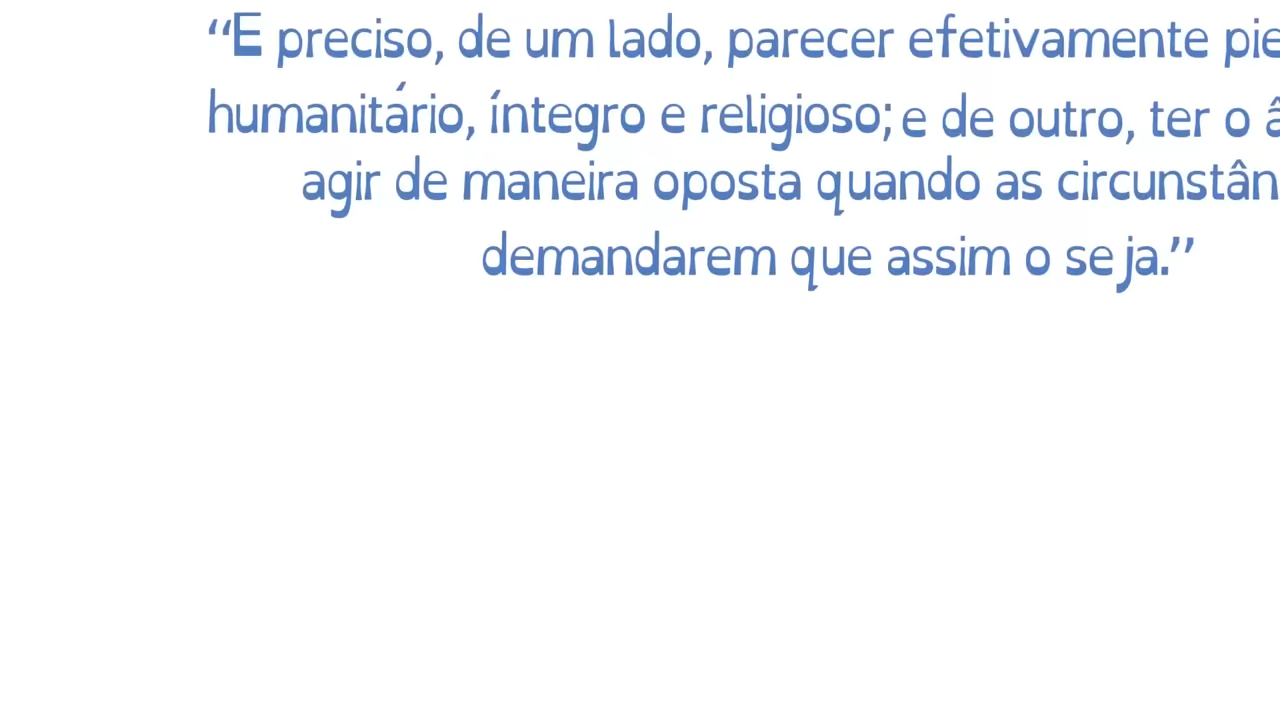 “E preciso, de um lado, parecer efetivamente
humanitário, íntegro e religioso; e de outro, ter o
agir de maneira oposta quando as
demandarem que assim o seja.”